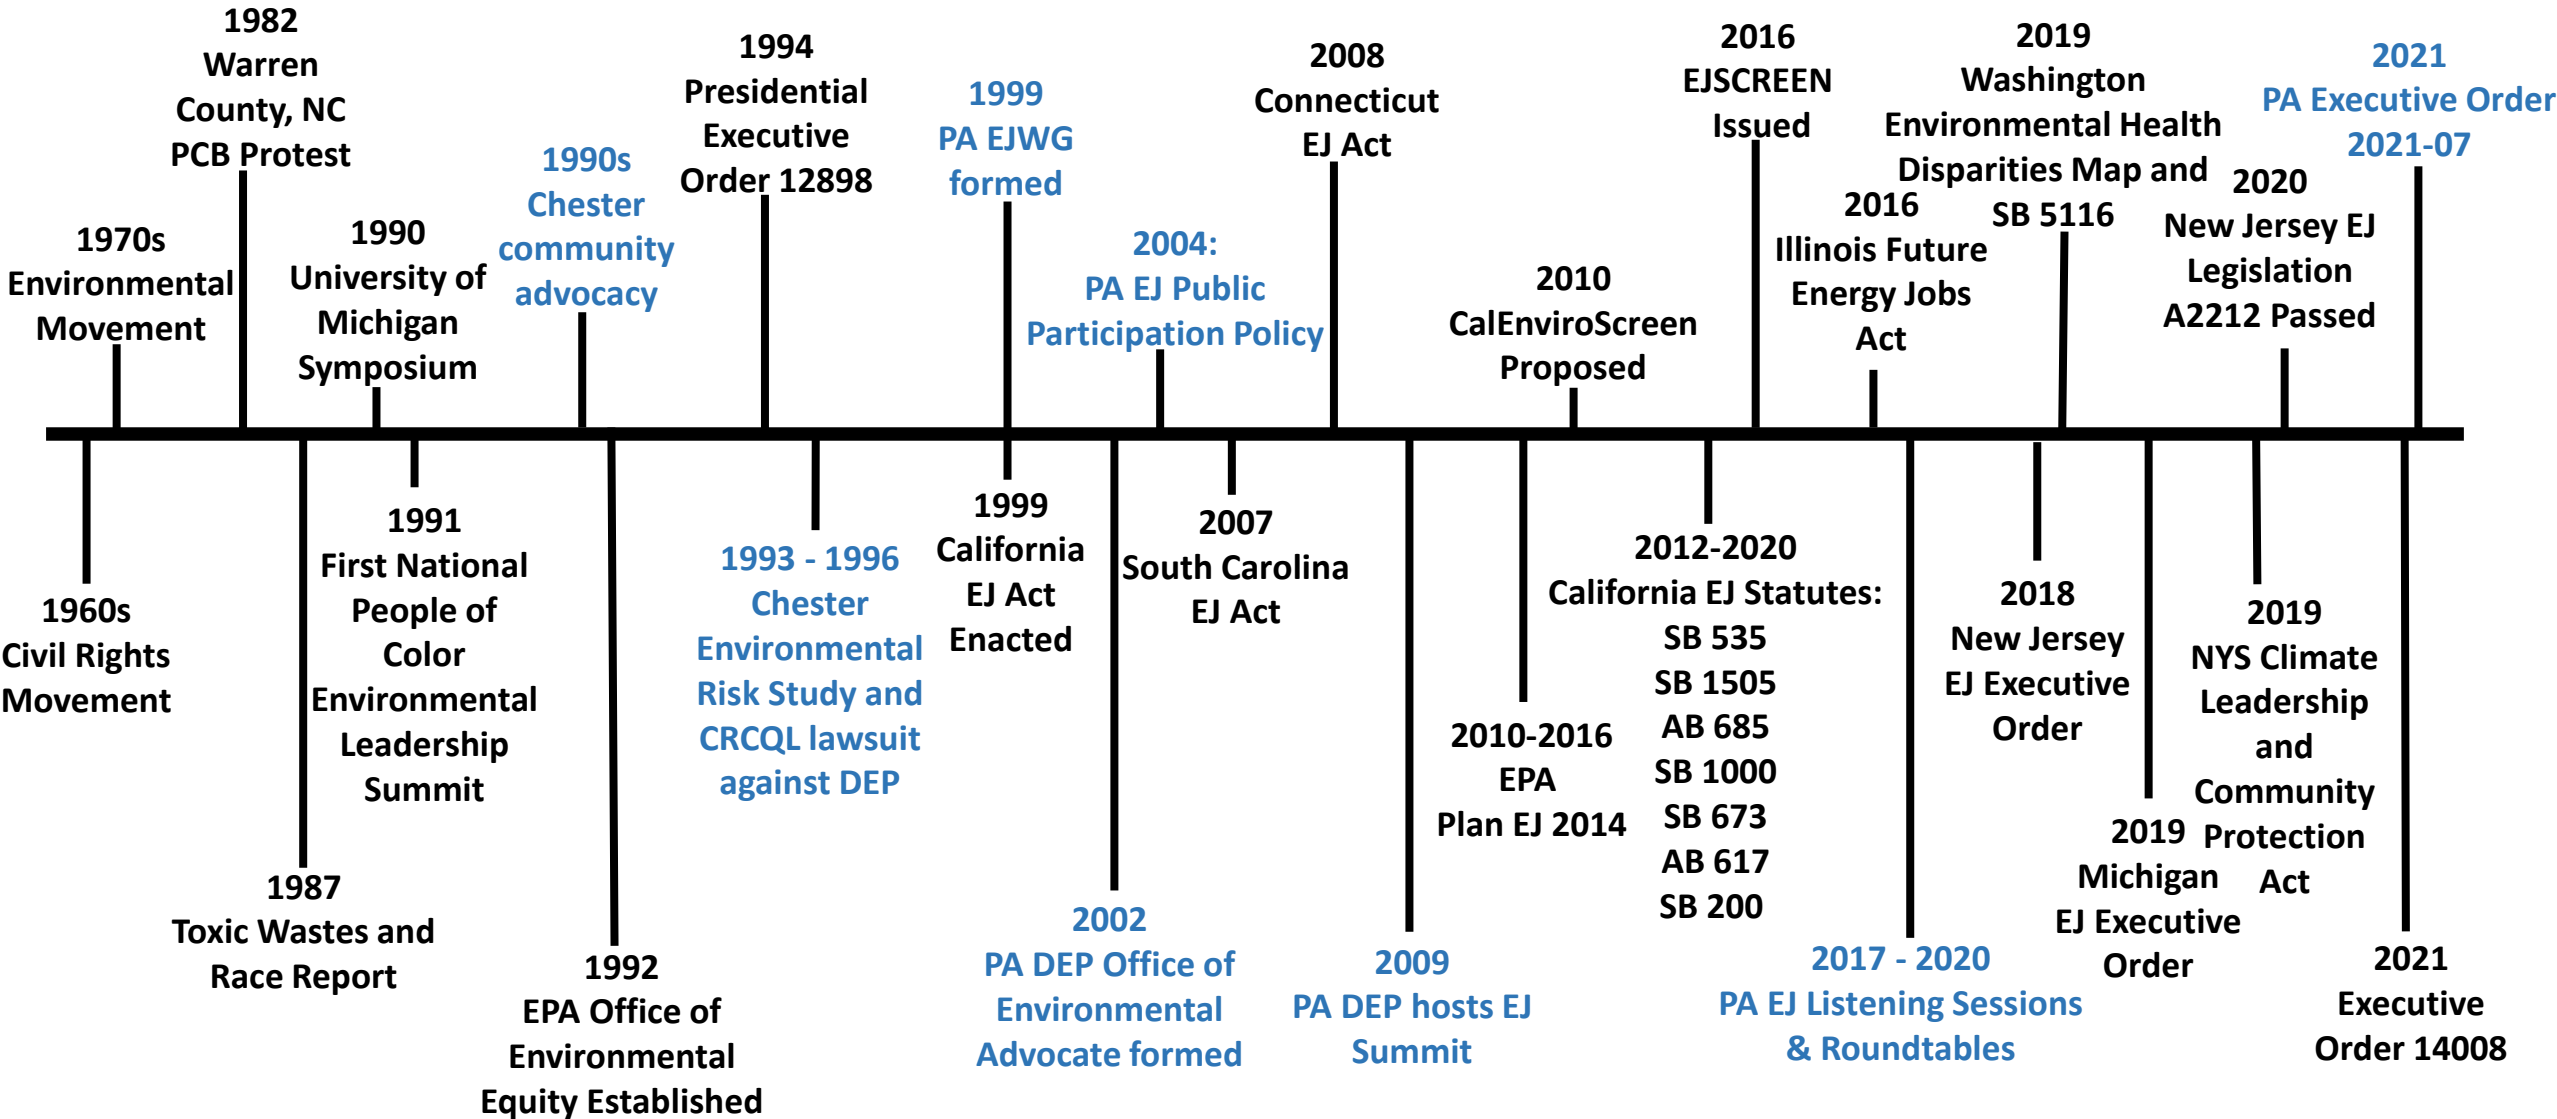 1982
Warren
County, NC
PCB Protest
1994
Presidential
Executive
Order 12898
1999
PA EJWG
formed
2008
Connecticut
EJ Act
2016
EJSCREEN
Issued
2019
Washington
Environmental Health
Disparities Map and
SB 5116
2021
PA Executive Order
2021-07
1970s
Environmental
Movement
1990
University of
Michigan
Symposium
1990s
Chester
community
advocacy
2004:
PA EJ Public
Participation Policy
2010
CalEnviroScreen
Proposed
2016
Illinois Future
Energy Jobs
Act
2020
New Jersey EJ
Legislation
A2212 Passed
1960s
Civil Rights
Movement
1987
Toxic Wastes and
Race Report
1991
First National
People of
Color
Environmental
Leadership
Summit
1992
EPA Office of
Environmental
Equity Established
1993 - 1996
Chester
Environmental
Risk Study and
CRCQL lawsuit
against DEP
1999
California
EJ Act
Enacted
2002
PA DEP Office of
Environmental
Advocate formed
2007
South Carolina
EJ Act
2009
PA DEP hosts EJ
Summit
2010-2016
EPA
Plan EJ 2014
2012-2020
California EJ Statutes:
SB 535
SB 1505
AB 685
SB 1000
SB 673
AB 617
SB 200
2017 - 2020
PA EJ Listening Sessions
& Roundtables
2018
New Jersey
EJ Executive
Order
2019
Michigan
EJ Executive
Order
2019
NYS Climate
Leadership
and
Community
Protection
Act
2021
Executive
Order 14008